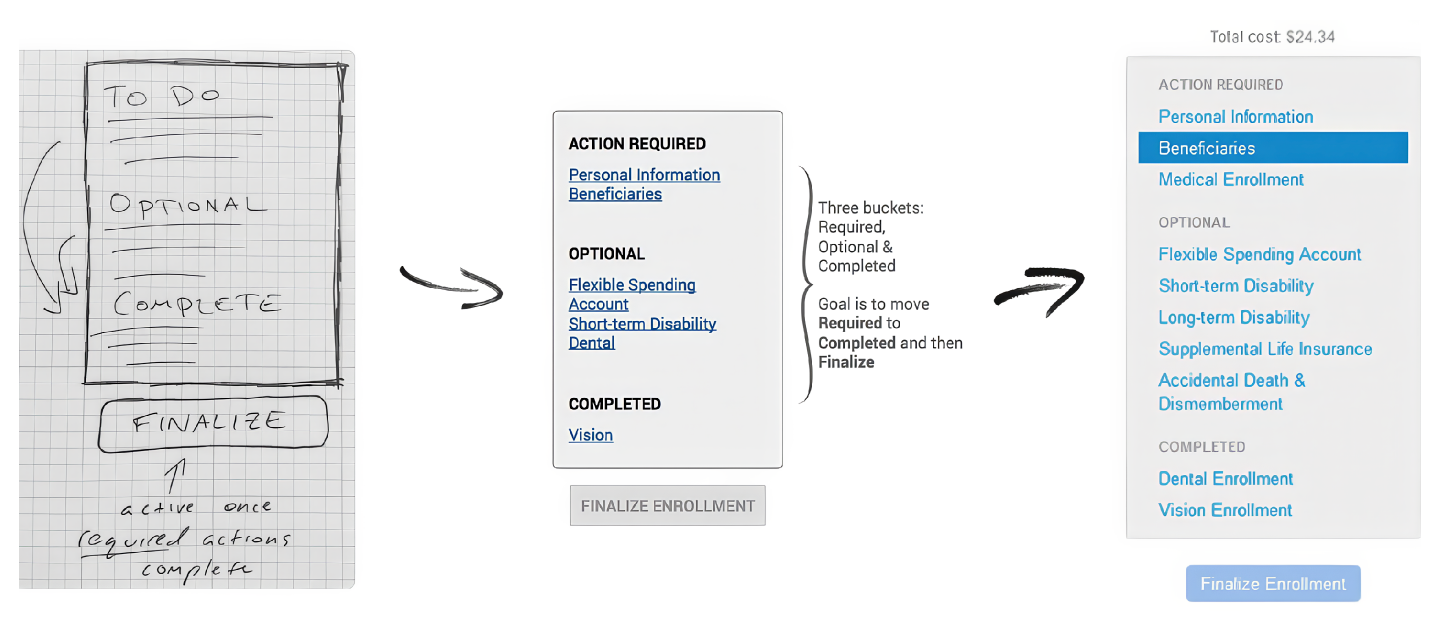 TO DO
OPTIONAL
COMPLETE
FINALIZE
active once
required actions
complete
ACTION REQUIRED
Personal Information
Beneficiaries
OPTIONAL
Flexible Spending
Account
Short-term Disability
Dental
COMPLETED
Vision
FINALIZE ENROLLMENT
Three buckets:
Required,
Optional &
Completed
Goal is to move
Required to
Completed and then
Finalize
Total cost: $24.34
ACTION REQUIRED
Personal Information
Beneficiaries
Medical Enrollment
OPTIONAL
Flexible Spending Account
Short-term Disability
Long-term Disability
Supplemental Life Insurance
Accidental Death &
Dismemberment
COMPLETED
Dental Enrollment
Vision Enrollment
Finalize Enrollment